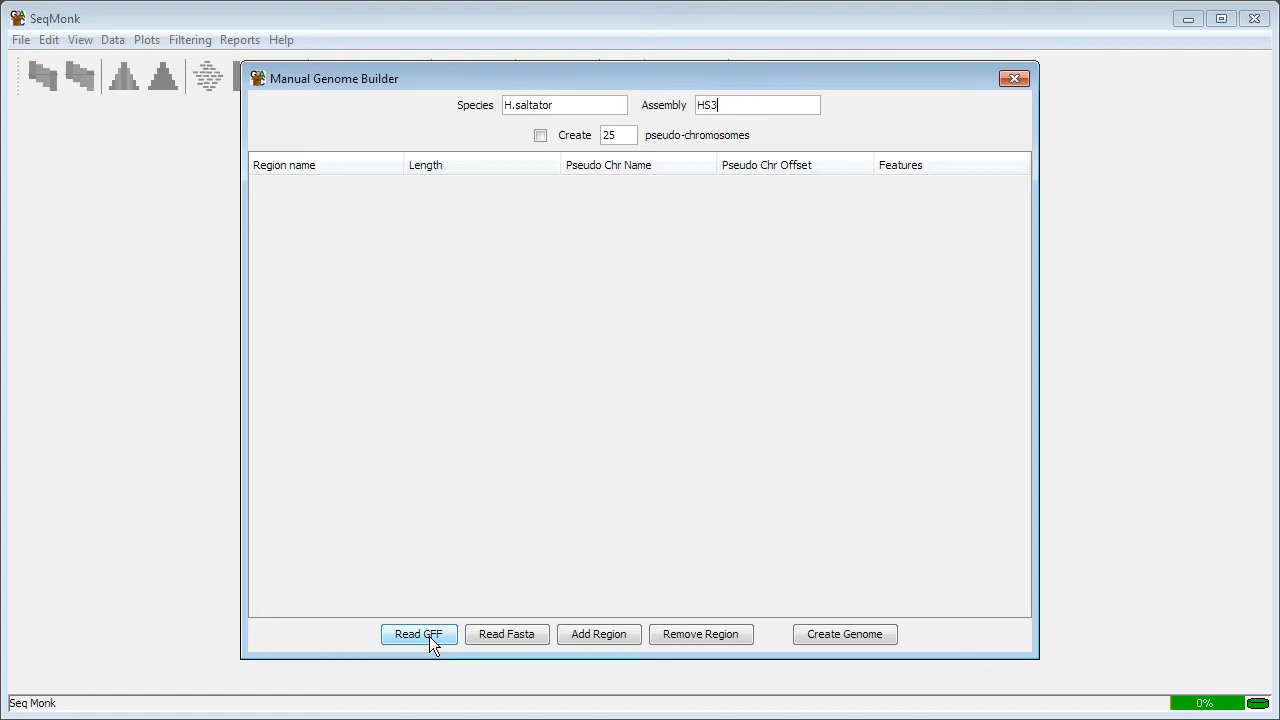 SeqMonk
File Edit View Data Plots Filtering Reports Help
Manual Genome Builder
Species H.saltator Assembly HS3
Create 25 pseudo-chromosomes
Region name Length Pseudo Chr Name Pseudo Chr Offset Features
Read GFF Read Fasta Add Region Remove Region Create Genome
Seq Monk 0%